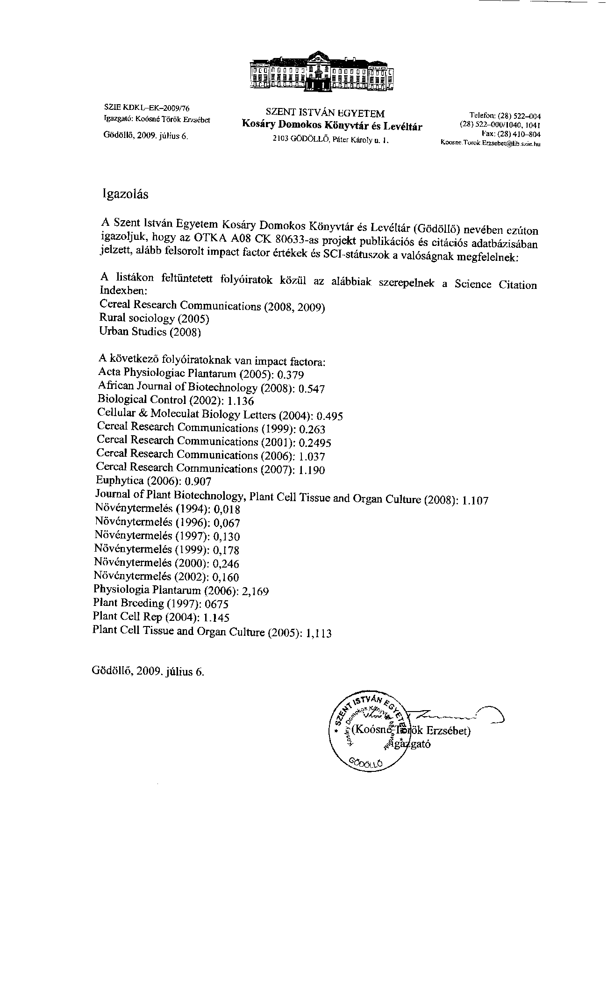 SZIE KDKL–EK–2009/76
Igazgató: Koósné Török Erzsébet
Gödöllő, 2009. július 6.
SZENT ISTVÁN EGYETEM
Kosáry Domokos Könyvtár és Levéltár
2103 GÖDÖLLŐ, Páter Károly u. 1.
Telefon: (28) 522–004
(28) 522–000/1040, 1041
Fax: (28) 410–804
Koosne.Torok.Erzsebet@lib.szie.hu
Igazolás
A Szent István Egyetem Kosáry Domokos Könyvtár és Levéltár (Gödöllő) nevében ezúton
igazoljuk, hogy az OTKA A08 CK 80633-as projekt publikációs és citációs adatbázisában
jelzett, alább felsorolt impact factor értékek és SCI-státuszok a valóságnak megfelelnek:
A listákon feltüntetett folyóiratok közül az alábbiak szerepelnek a Science Citation
Indexben:
Cereal Research Communications (2008, 2009)
Rural sociology (2005)
Urban Studies (2008)
A következő folyóiratoknak van impact factora:
Acta Physiologiae Plantarum (2005): 0.379
African Journal of Biotechnology (2008): 0.547
Biological Control (2002): 1.136
Cellular & Moleculat Biology Letters (2004): 0.495
Cereal Research Communications (1999): 0.263
Cereal Research Communications (2001): 0.2495
Cereal Research Communications (2006): 1.037
Cereal Research Communications (2007): 1.190
Euphytica (2006): 0.907
Journal of Plant Biotechnology, Plant Cell Tissue and Organ Culture (2008): 1.107
Növénytermelés (1994): 0,018
Növénytermelés (1996): 0,067
Növénytermelés (1997): 0,130
Növénytermelés (1999): 0,178
Növénytermelés (2000): 0,246
Növénytermelés (2002): 0,160
Physiologia Plantarum (2006): 2,169
Plant Breeding (1997): 0675
Plant Cell Rep (2004): 1.145
Plant Cell Tissue and Organ Culture (2005): 1,113
Gödöllő, 2009. július 6.
* SZENT ISTVÁN EGYETEM *
Kosáry Domokos Könyvtár és Levéltár
GÖDÖLLŐ
(Koósné Török Erzsébet)
igazgató